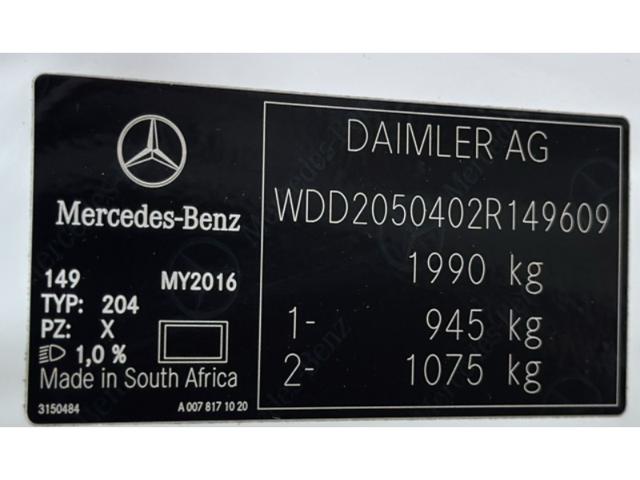 Mercedes-Benz
149 MY2016
TYP: 204
PZ: X
1,0 %
Made in South Africa
3150484 A 007 817 10 20
DAIMLER AG
WDD2050402R149609
1990 kg
1- 945 kg
2- 1075 kg